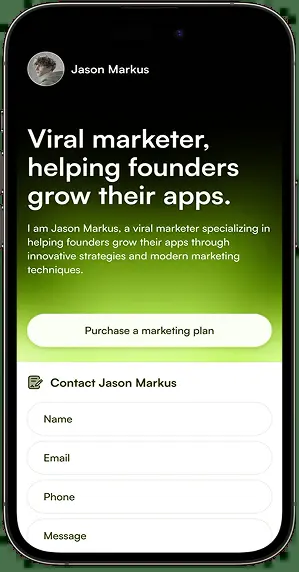 Jason Markus
Viral marketer,
helping founders
grow their apps.
I am Jason Markus, a viral marketer specializing in
helping founders grow their apps through
innovative strategies and modern marketing
techniques.
Purchase a marketing plan
Contact Jason Markus
Name
Email
Phone
Message